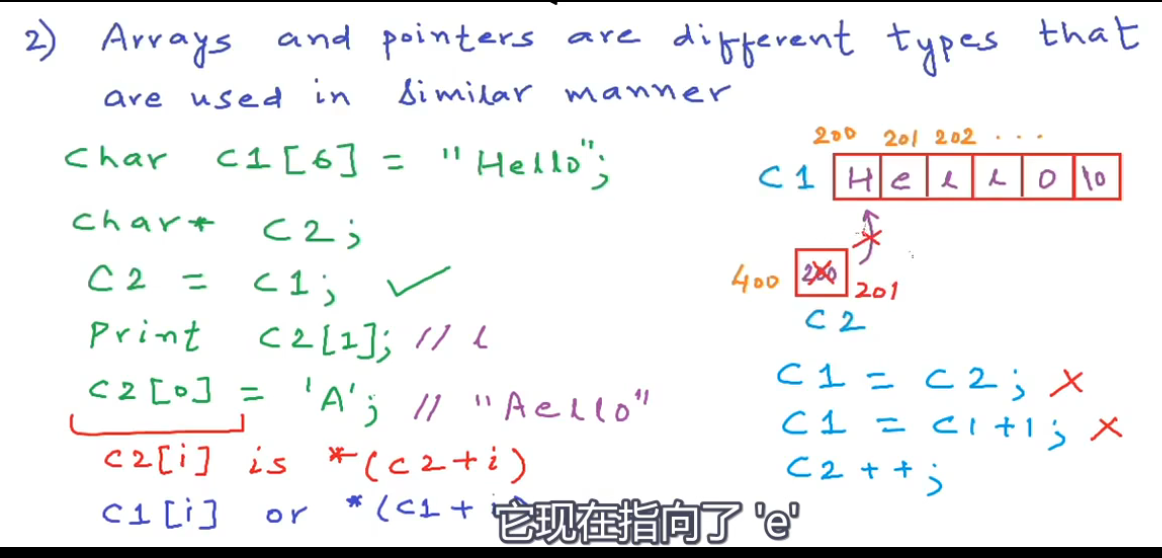 2) Arrays and pointers are different types that
are used in similar manner
Char C1[6] = "Hello";
Char* C2;
C2 = C1; ✓
Print C2[1]; // l
C2[0] = 'A'; // "Aello"
C2[i] is *(C2+i)
C1[i] or *(C1+
200 201 202 ...
C1 H e l l o \0
400 200 201
C2
C1 = C2; X
C1 = C1+1; X
C2++;
它现在指向了 'e'